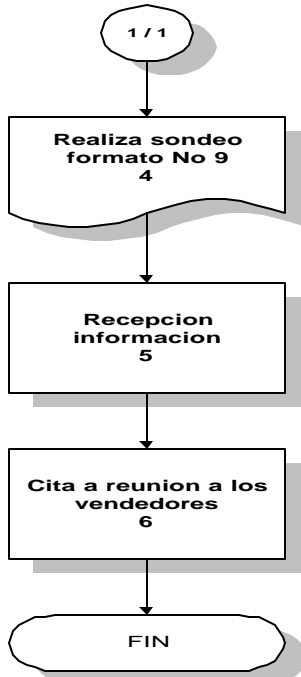 1 / 1
Realiza sondeo
formato No 9
4
Recepcion
informacion
5
Cita a reunion a los
vendedores
6
FIN